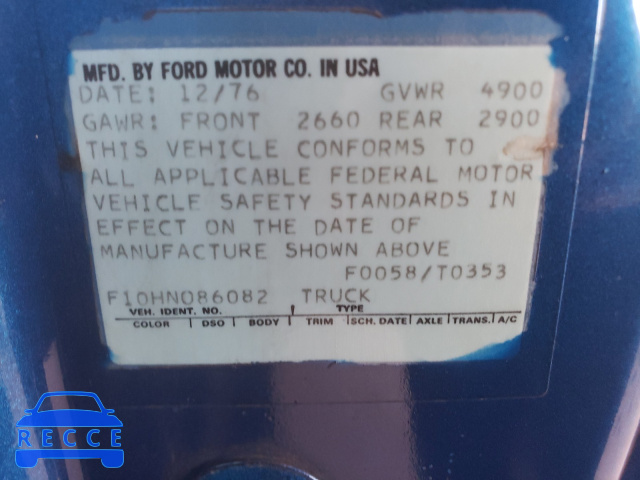 MFD. BY FORD MOTOR CO. IN USA
DATE: 12/76 GVWR 4900
GAWR: FRONT 2660 REAR 2900
THIS VEHICLE CONFORMS TO
ALL APPLICABLE FEDERAL MOTOR
VEHICLE SAFETY STANDARDS IN
EFFECT ON THE DATE OF
MANUFACTURE SHOWN ABOVE
F0058/T0353
F10HN086082 TRUCK
VEH. IDENT. NO. TYPE
COLOR DSO BODY TRIM SCH. DATE AXLE TRANS. A/C
RECCE